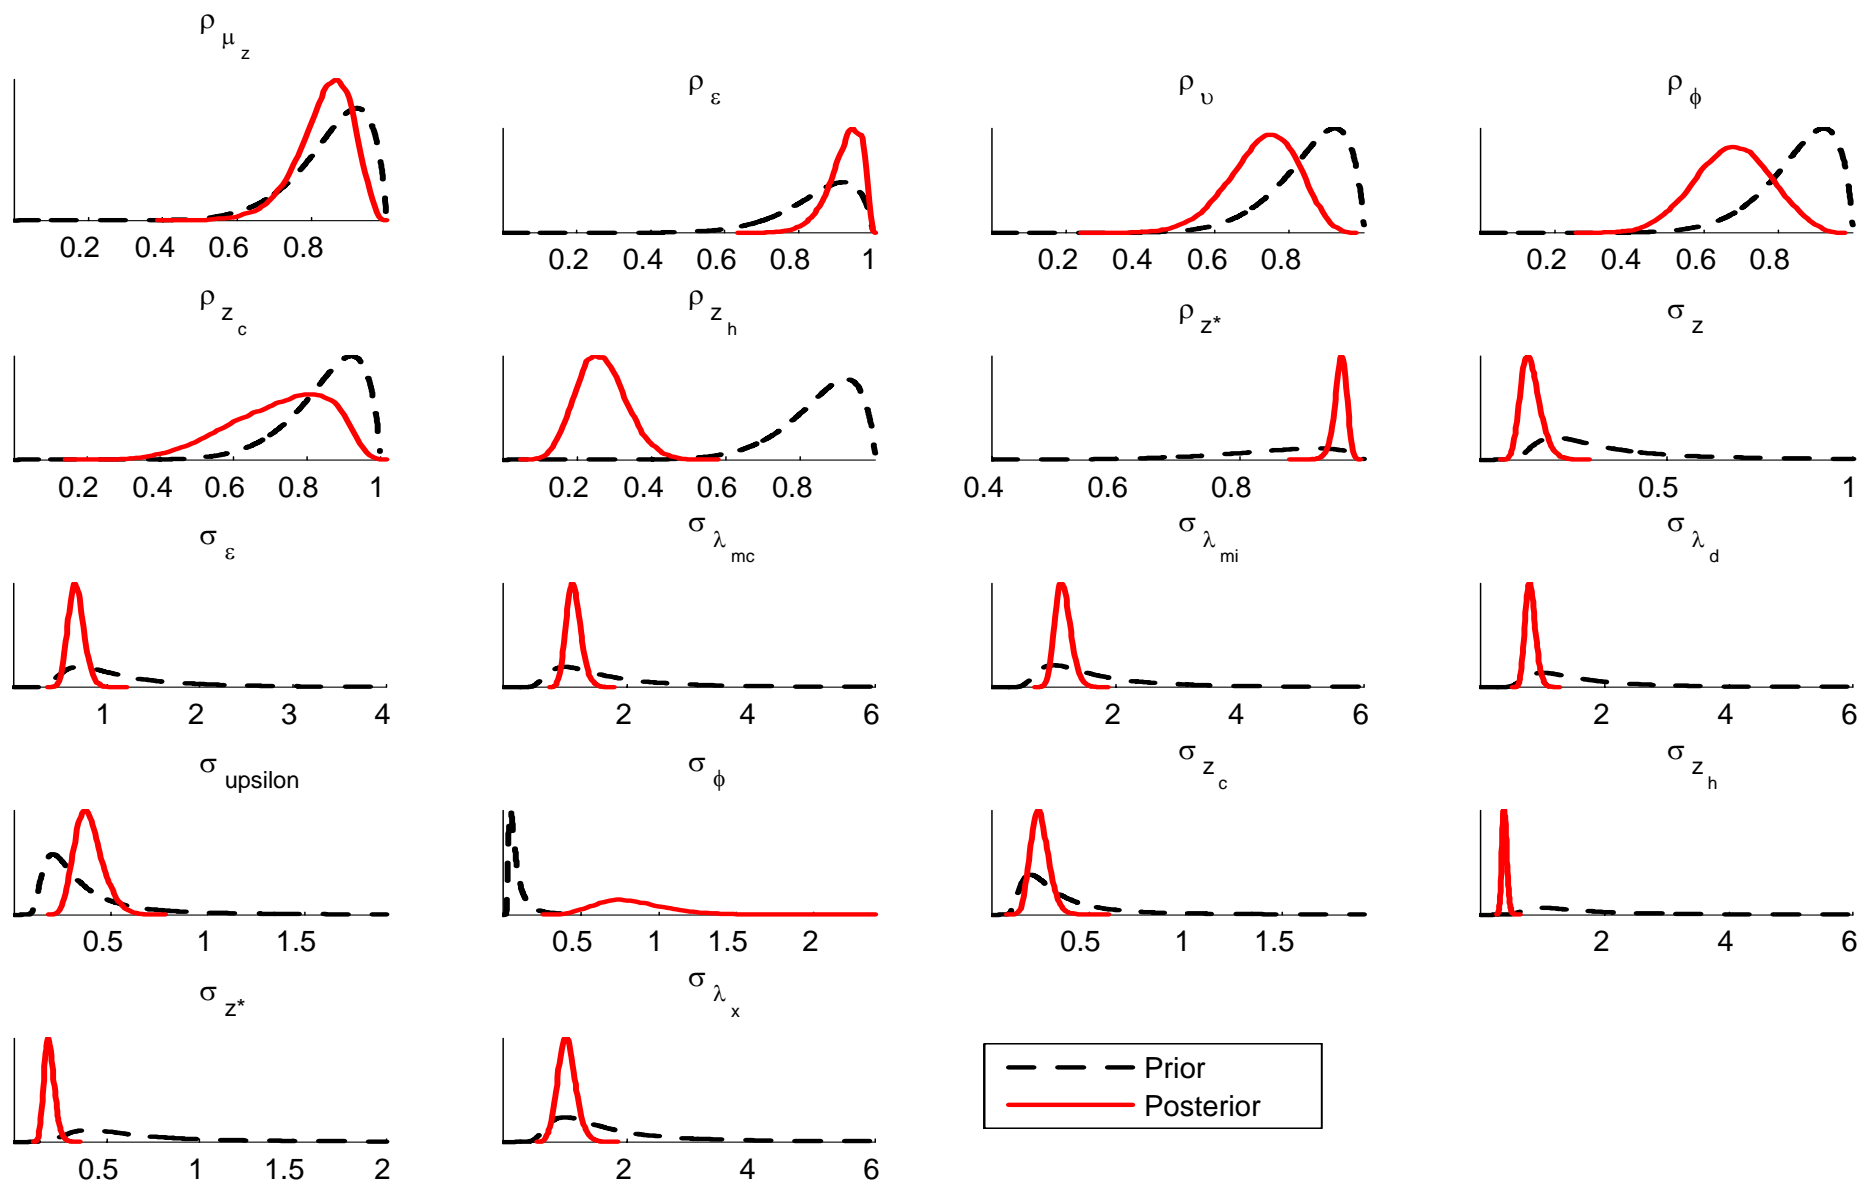 ρ μ z
ρ ε
ρ υ
ρ ϕ
0.2 0.4 0.6 0.8
0.2 0.4 0.6 0.8 1
0.2 0.4 0.6 0.8
0.2 0.4 0.6 0.8
ρ z c
ρ z h
ρ z*
σ z
0.2 0.4 0.6 0.8 1
0.2 0.4 0.6 0.8
0.4 0.6 0.8
0.5 1
σ ε
σ λ mc
σ λ mi
σ λ d
1 2 3 4
2 4 6
2 4 6
2 4 6
σ upsilon
σ ϕ
σ z c
σ z h
0.5 1 1.5
0.5 1 1.5 2
0.5 1 1.5
2 4 6
σ z*
σ λ x
0.5 1 1.5 2
2 4 6
Prior
Posterior